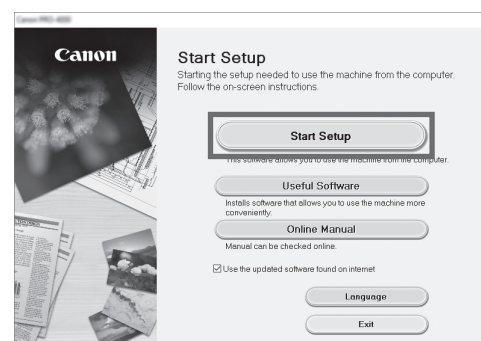 Canon PRO-4000
Canon
Start Setup
Starting the setup needed to use the machine from the computer.
Follow the on-screen instructions.
Start Setup
This software allows you to use the machine from the computer.
Useful Software
Installs software that allows you to use the machine more
conveniently.
Online Manual
Manual can be checked online.
Use the updated software found on internet
Language
Exit